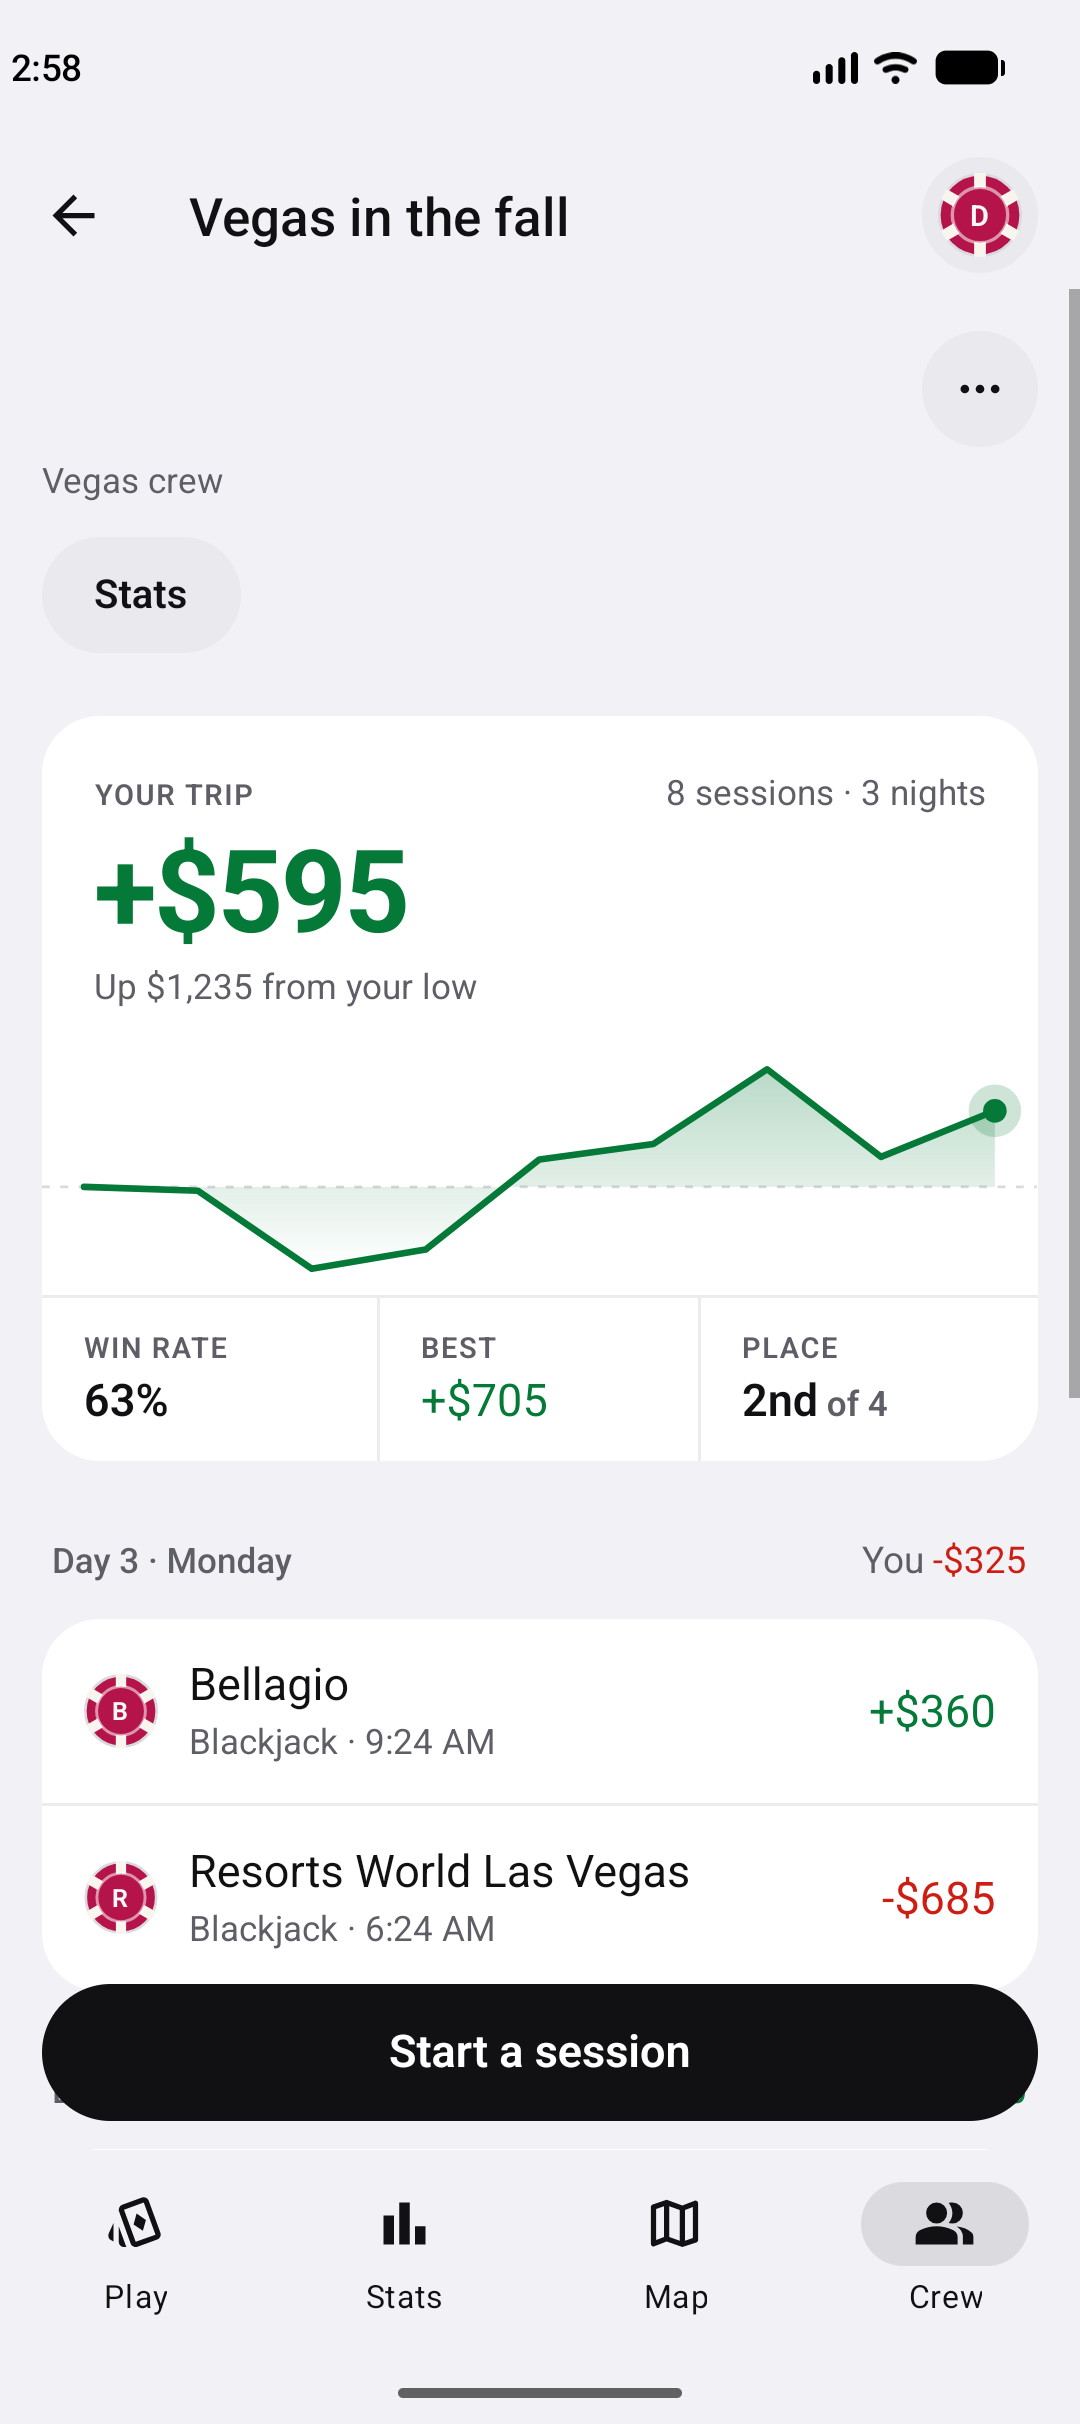 2:58
Vegas in the fall
D
Vegas crew
Stats
YOUR TRIP
8 sessions · 3 nights
+$595
Up $1,235 from your low
WIN RATE
63%
BEST
+$705
PLACE
2nd of 4
Day 3 · Monday
You -$325
B
Bellagio
Blackjack · 9:24 AM
+$360
R
Resorts World Las Vegas
Blackjack · 6:24 AM
-$685
Start a session
Play
Stats
Map
Crew